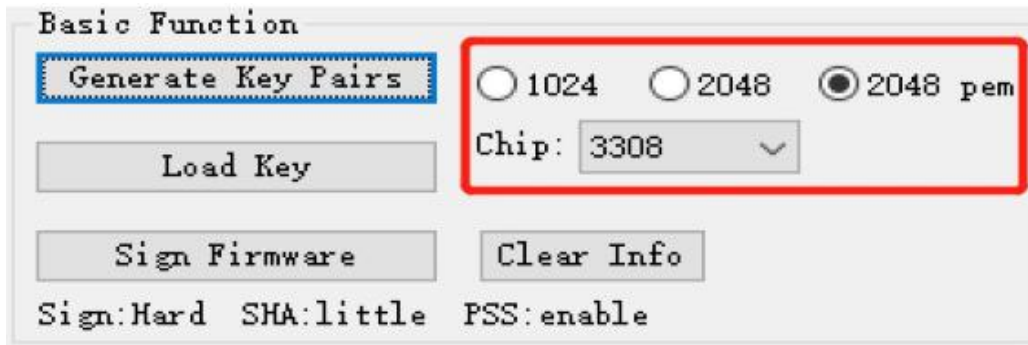 Basic Function
Generate Key Pairs
1024 2048 2048 pem
Chip: 3308
Load Key
Sign Firmware Clear Info
Sign:Hard SHA:little PSS:enable